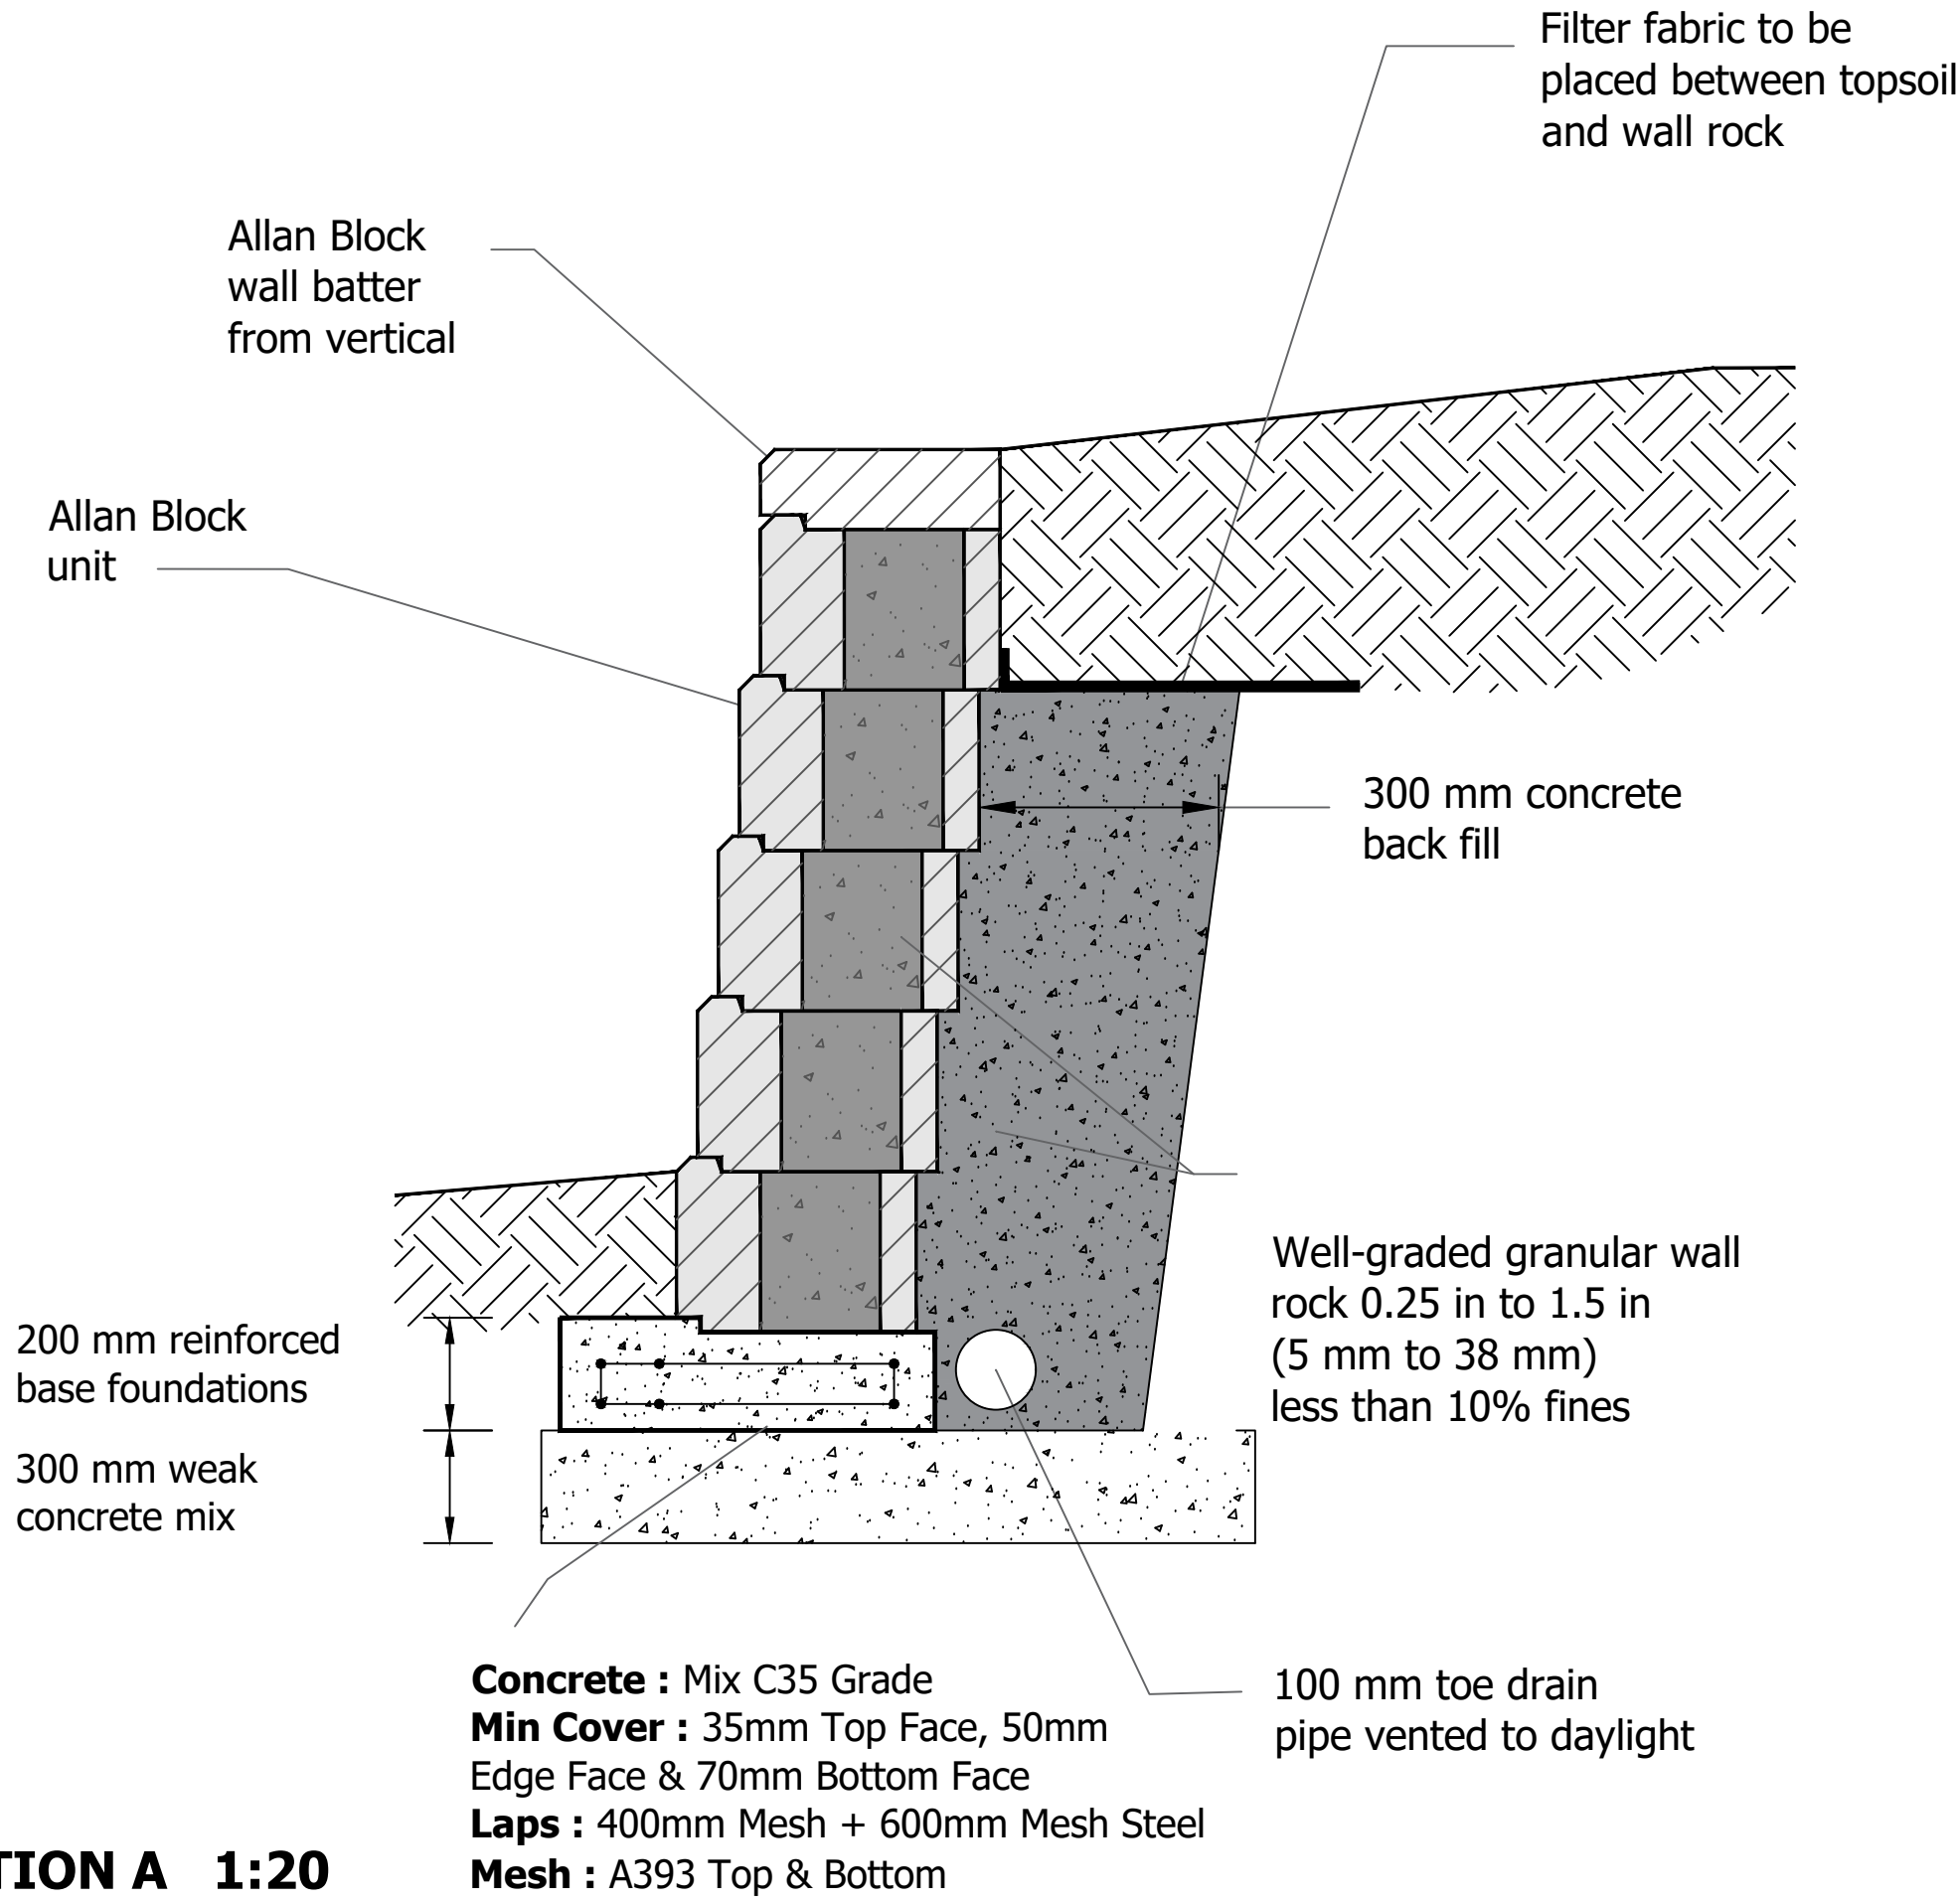 Filter fabric to be
placed between topsoil
and wall rock
Allan Block
wall batter
from vertical
Allan Block
unit
300 mm concrete
back fill
Well-graded granular wall
rock 0.25 in to 1.5 in
(5 mm to 38 mm)
less than 10% fines
200 mm reinforced
base foundations
300 mm weak
concrete mix
Concrete : Mix C35 Grade
Min Cover : 35mm Top Face, 50mm
Edge Face & 70mm Bottom Face
Laps : 400mm Mesh + 600mm Mesh Steel
Mesh : A393 Top & Bottom
100 mm toe drain
pipe vented to daylight
TION A 1:20